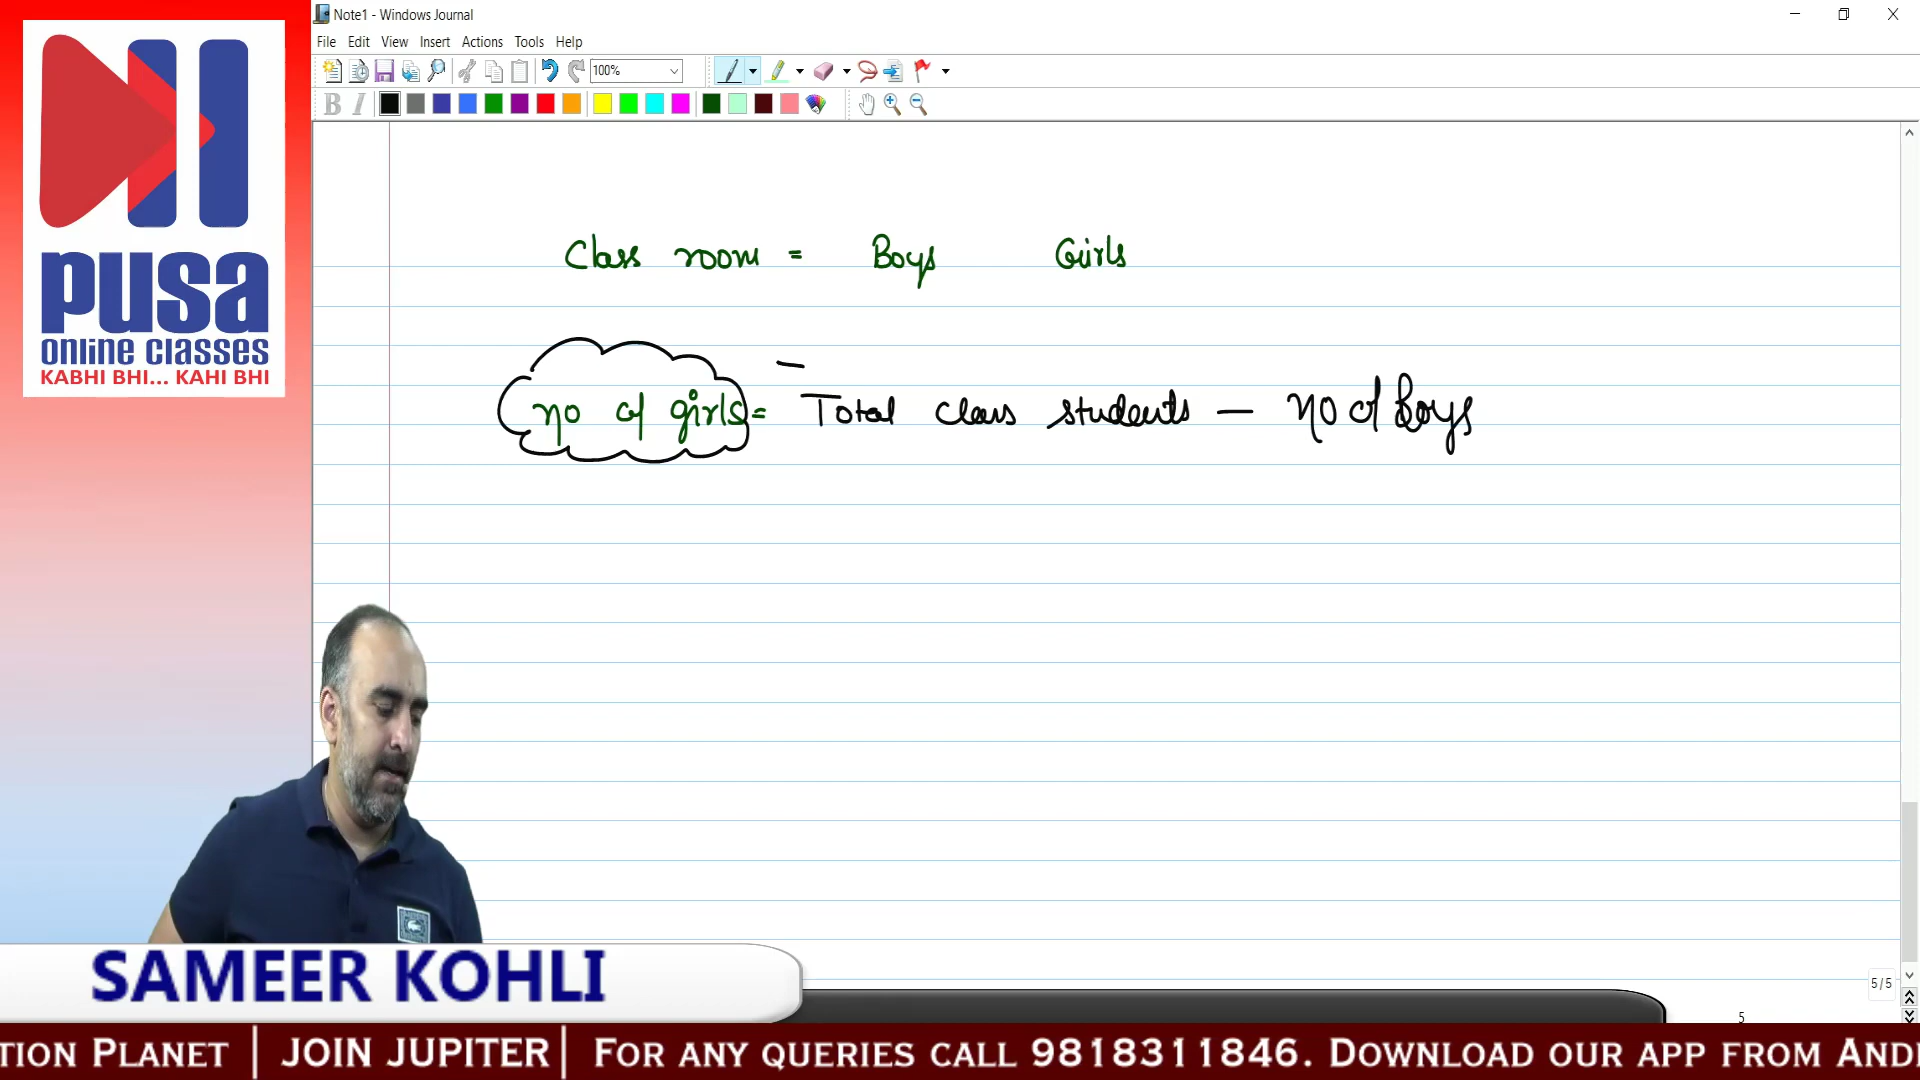 Note1 - Windows Journal
File Edit View Insert Actions Tools Help
100%
B I
PUSA
ONLINE CLASSES
KABHI BHI... KAHI BHI
Class room = Boys Girls
no of girls = Total class students — no of Boys
5/5
5
SAMEER KOHLI
TION PLANET | JOIN JUPITER | FOR ANY QUERIES CALL 9818311846. DOWNLOAD OUR APP FROM AND